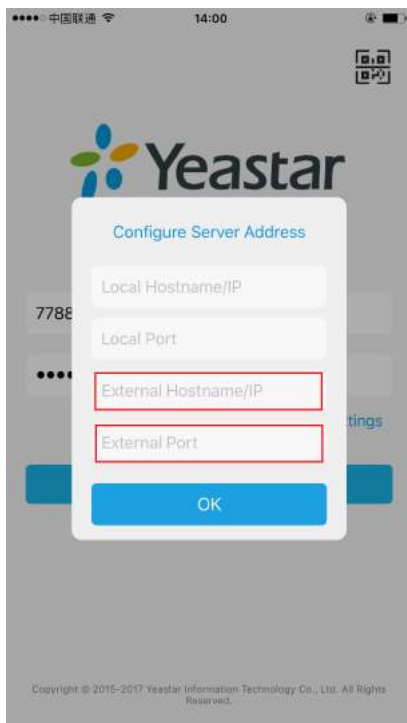 中国联通 14:00
Yeastar
Configure Server Address
Local Hostname/IP
7788
Local Port
External Hostname/IP
tings
External Port
OK
Copyright © 2015-2017 Yeastar Information Technology Co., Ltd. All Rights
Reserved.